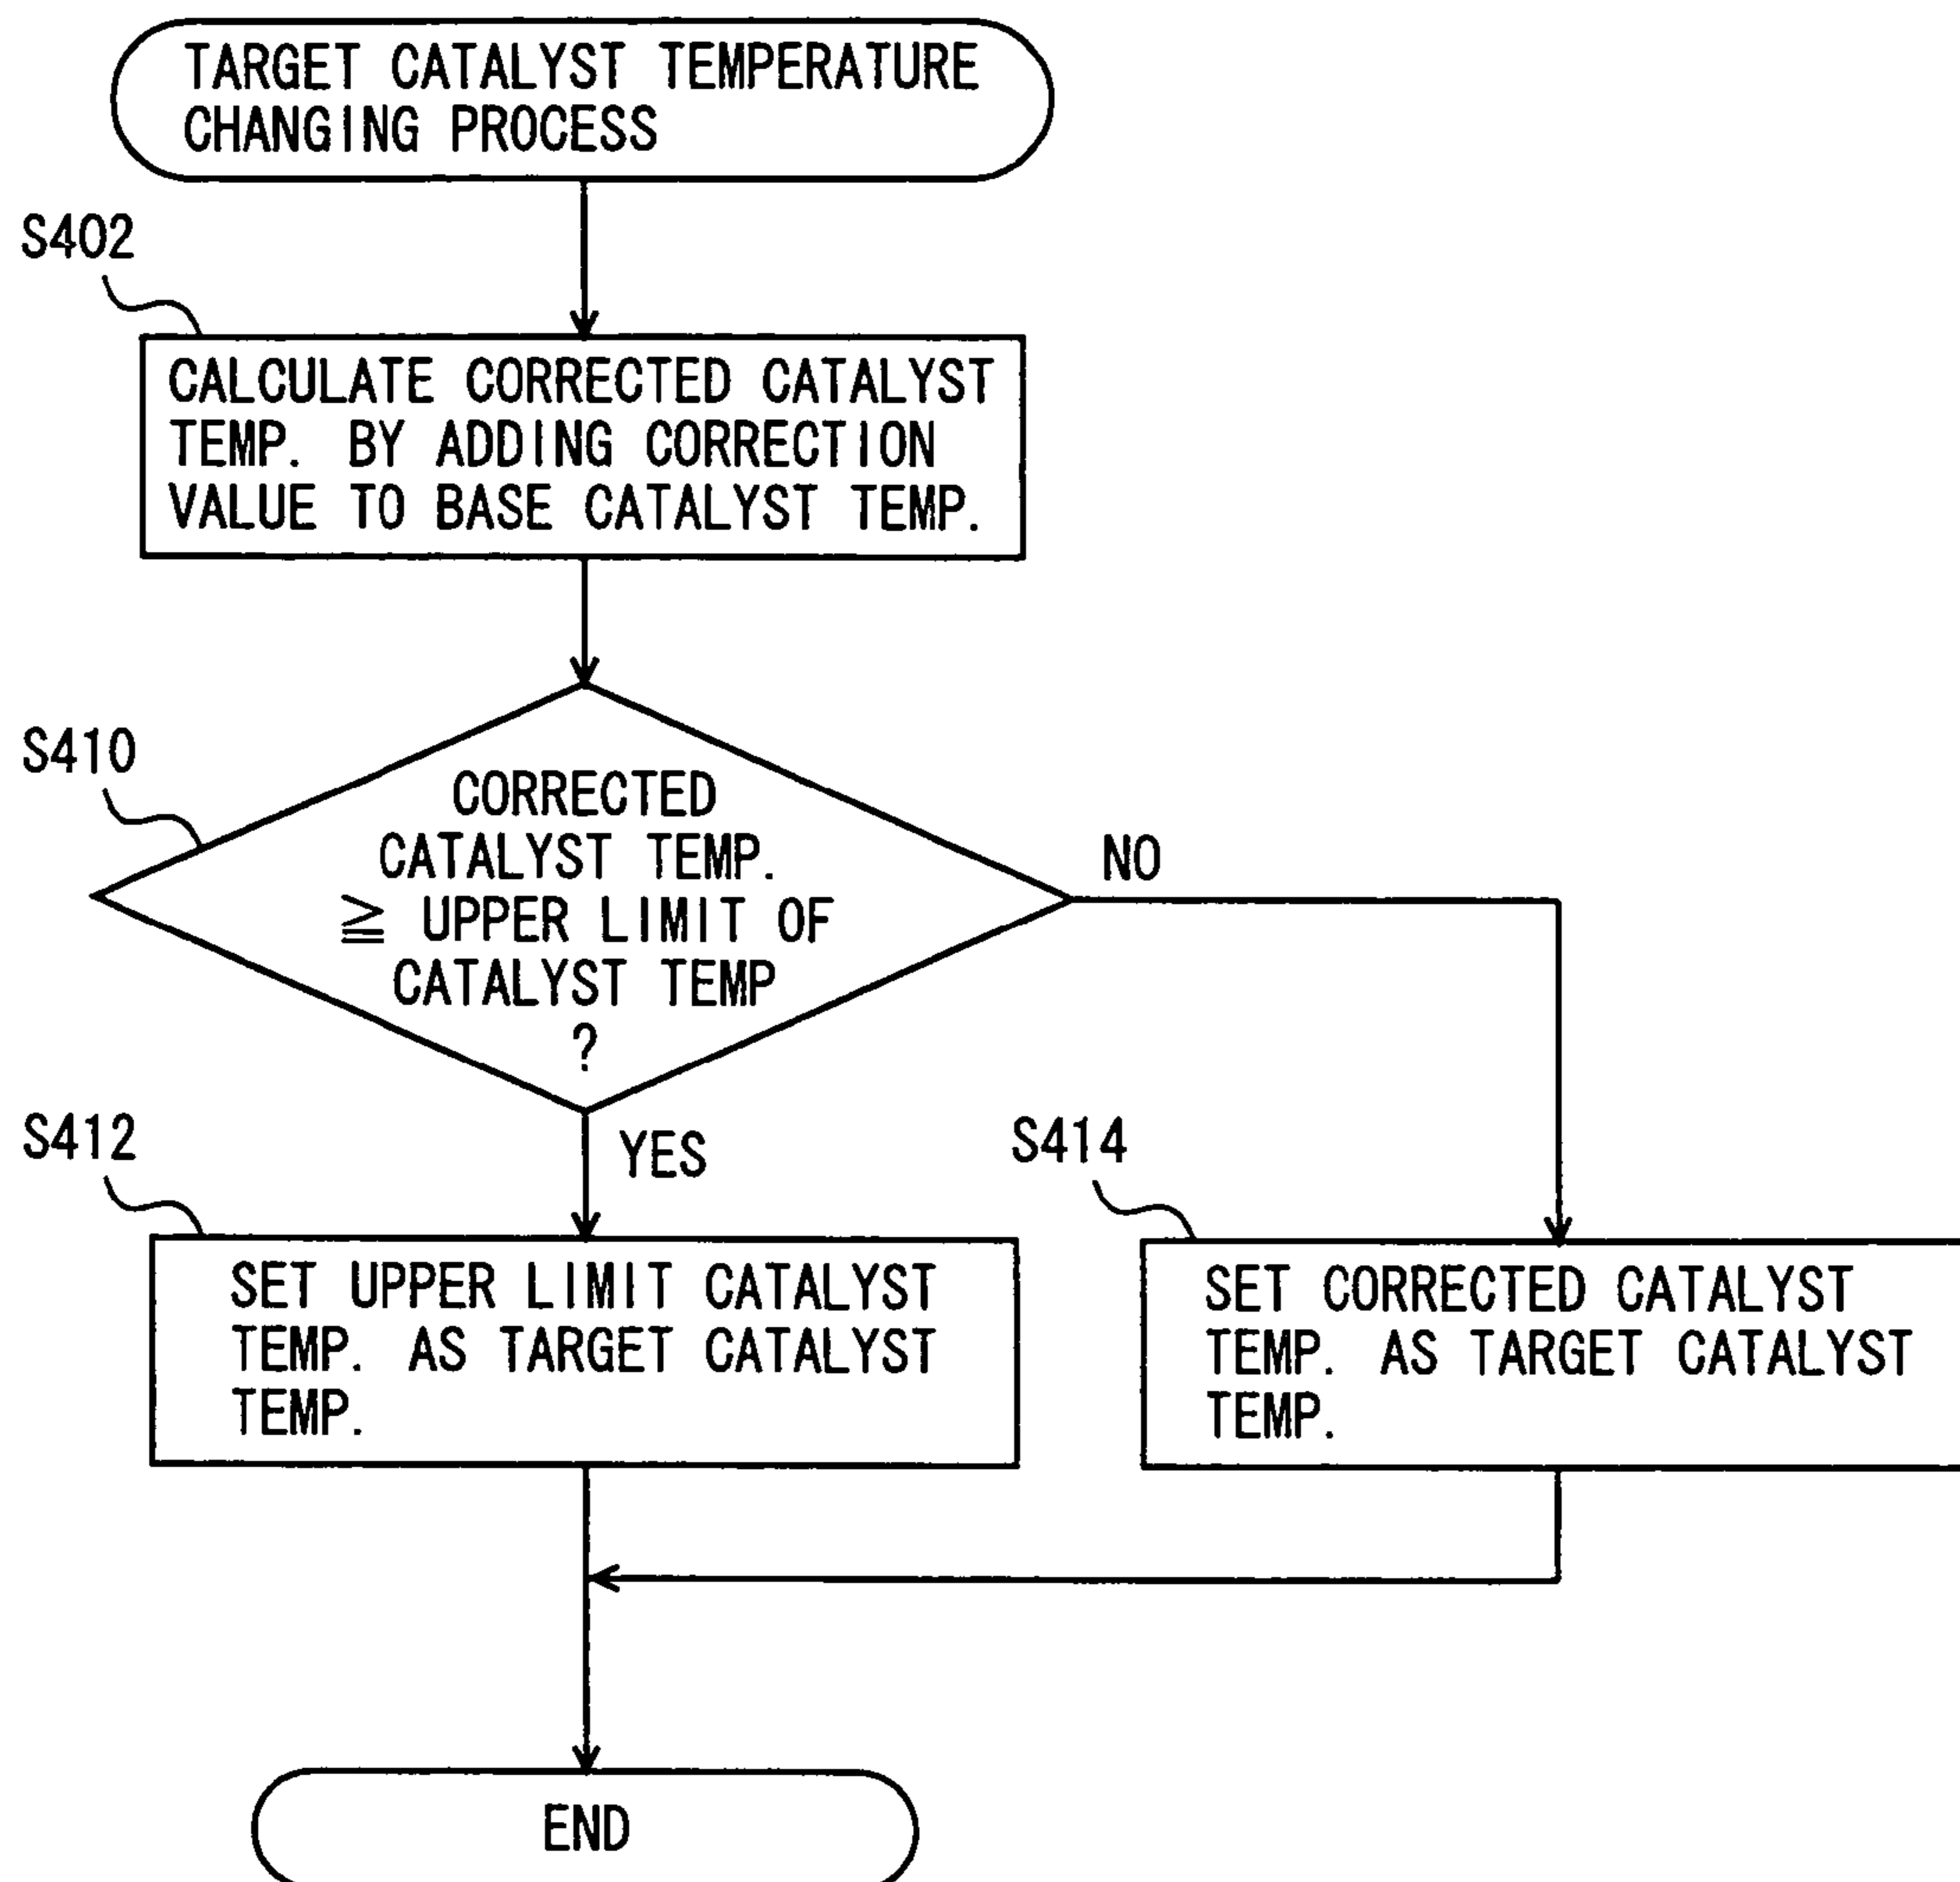 TARGET CATALYST TEMPERATURE
CHANGING PROCESS
S402
CALCULATE CORRECTED CATALYST
TEMP. BY ADDING CORRECTION
VALUE TO BASE CATALYST TEMP.
S410
CORRECTED
CATALYST TEMP.
≧ UPPER LIMIT OF
CATALYST TEMP
?
NO
YES
S412
SET UPPER LIMIT CATALYST
TEMP. AS TARGET CATALYST
TEMP.
S414
SET CORRECTED CATALYST
TEMP. AS TARGET CATALYST
TEMP.
END